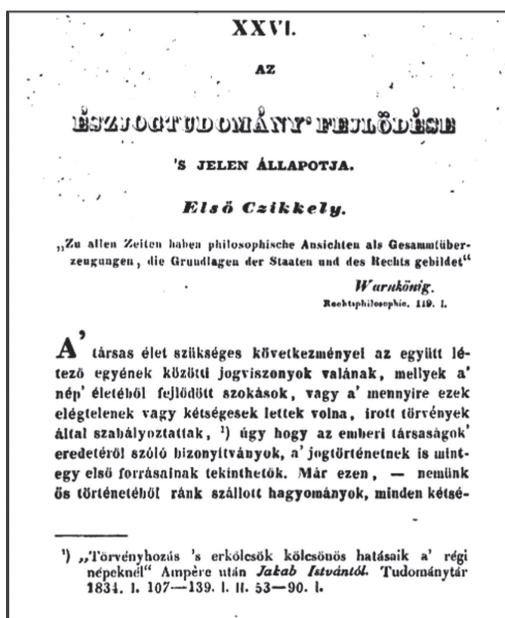 XXVI.
AZ
ÉSZJOGTUDOMÁNY' FEJLŐDÉSE
'S JELEN ÁLLAPOTJA.
Első Czikkely.
„Zu allen Zeiten haben philosophische Ansichten als Gesammtüber-
zeugungen, die Grundlagen der Staaten und des Rechts gebildet“
Warnkönig.
Rechtsphilosophie. 119. l.
A' társas élet szükséges következményei az együtt lé-
tező egyének közötti jogviszonyok valának, mellyek a'
nép' életéből fejlődött szokások, vagy a' mennyire ezek
elégtelenek vagy kétségesek lettek volna, írott törvények
által szabályoztattak, ¹) úgy hogy az emberi társaságok'
eredetéről szóló bizonyítványok, a' jogtörténetnek is mint-
egy első forrásainak tekinthetők. Már ezen, — nemünk
ős történetéből ránk szállott hagyományok, minden kétsé-
¹) „Törvényhozás 's erkölcsök kölcsönös hatásaik a' régi
népeknél“ Ampère után Jakab Istvántól. Tudománytár
1834. I. 107—139. l. II. 53—90. l.